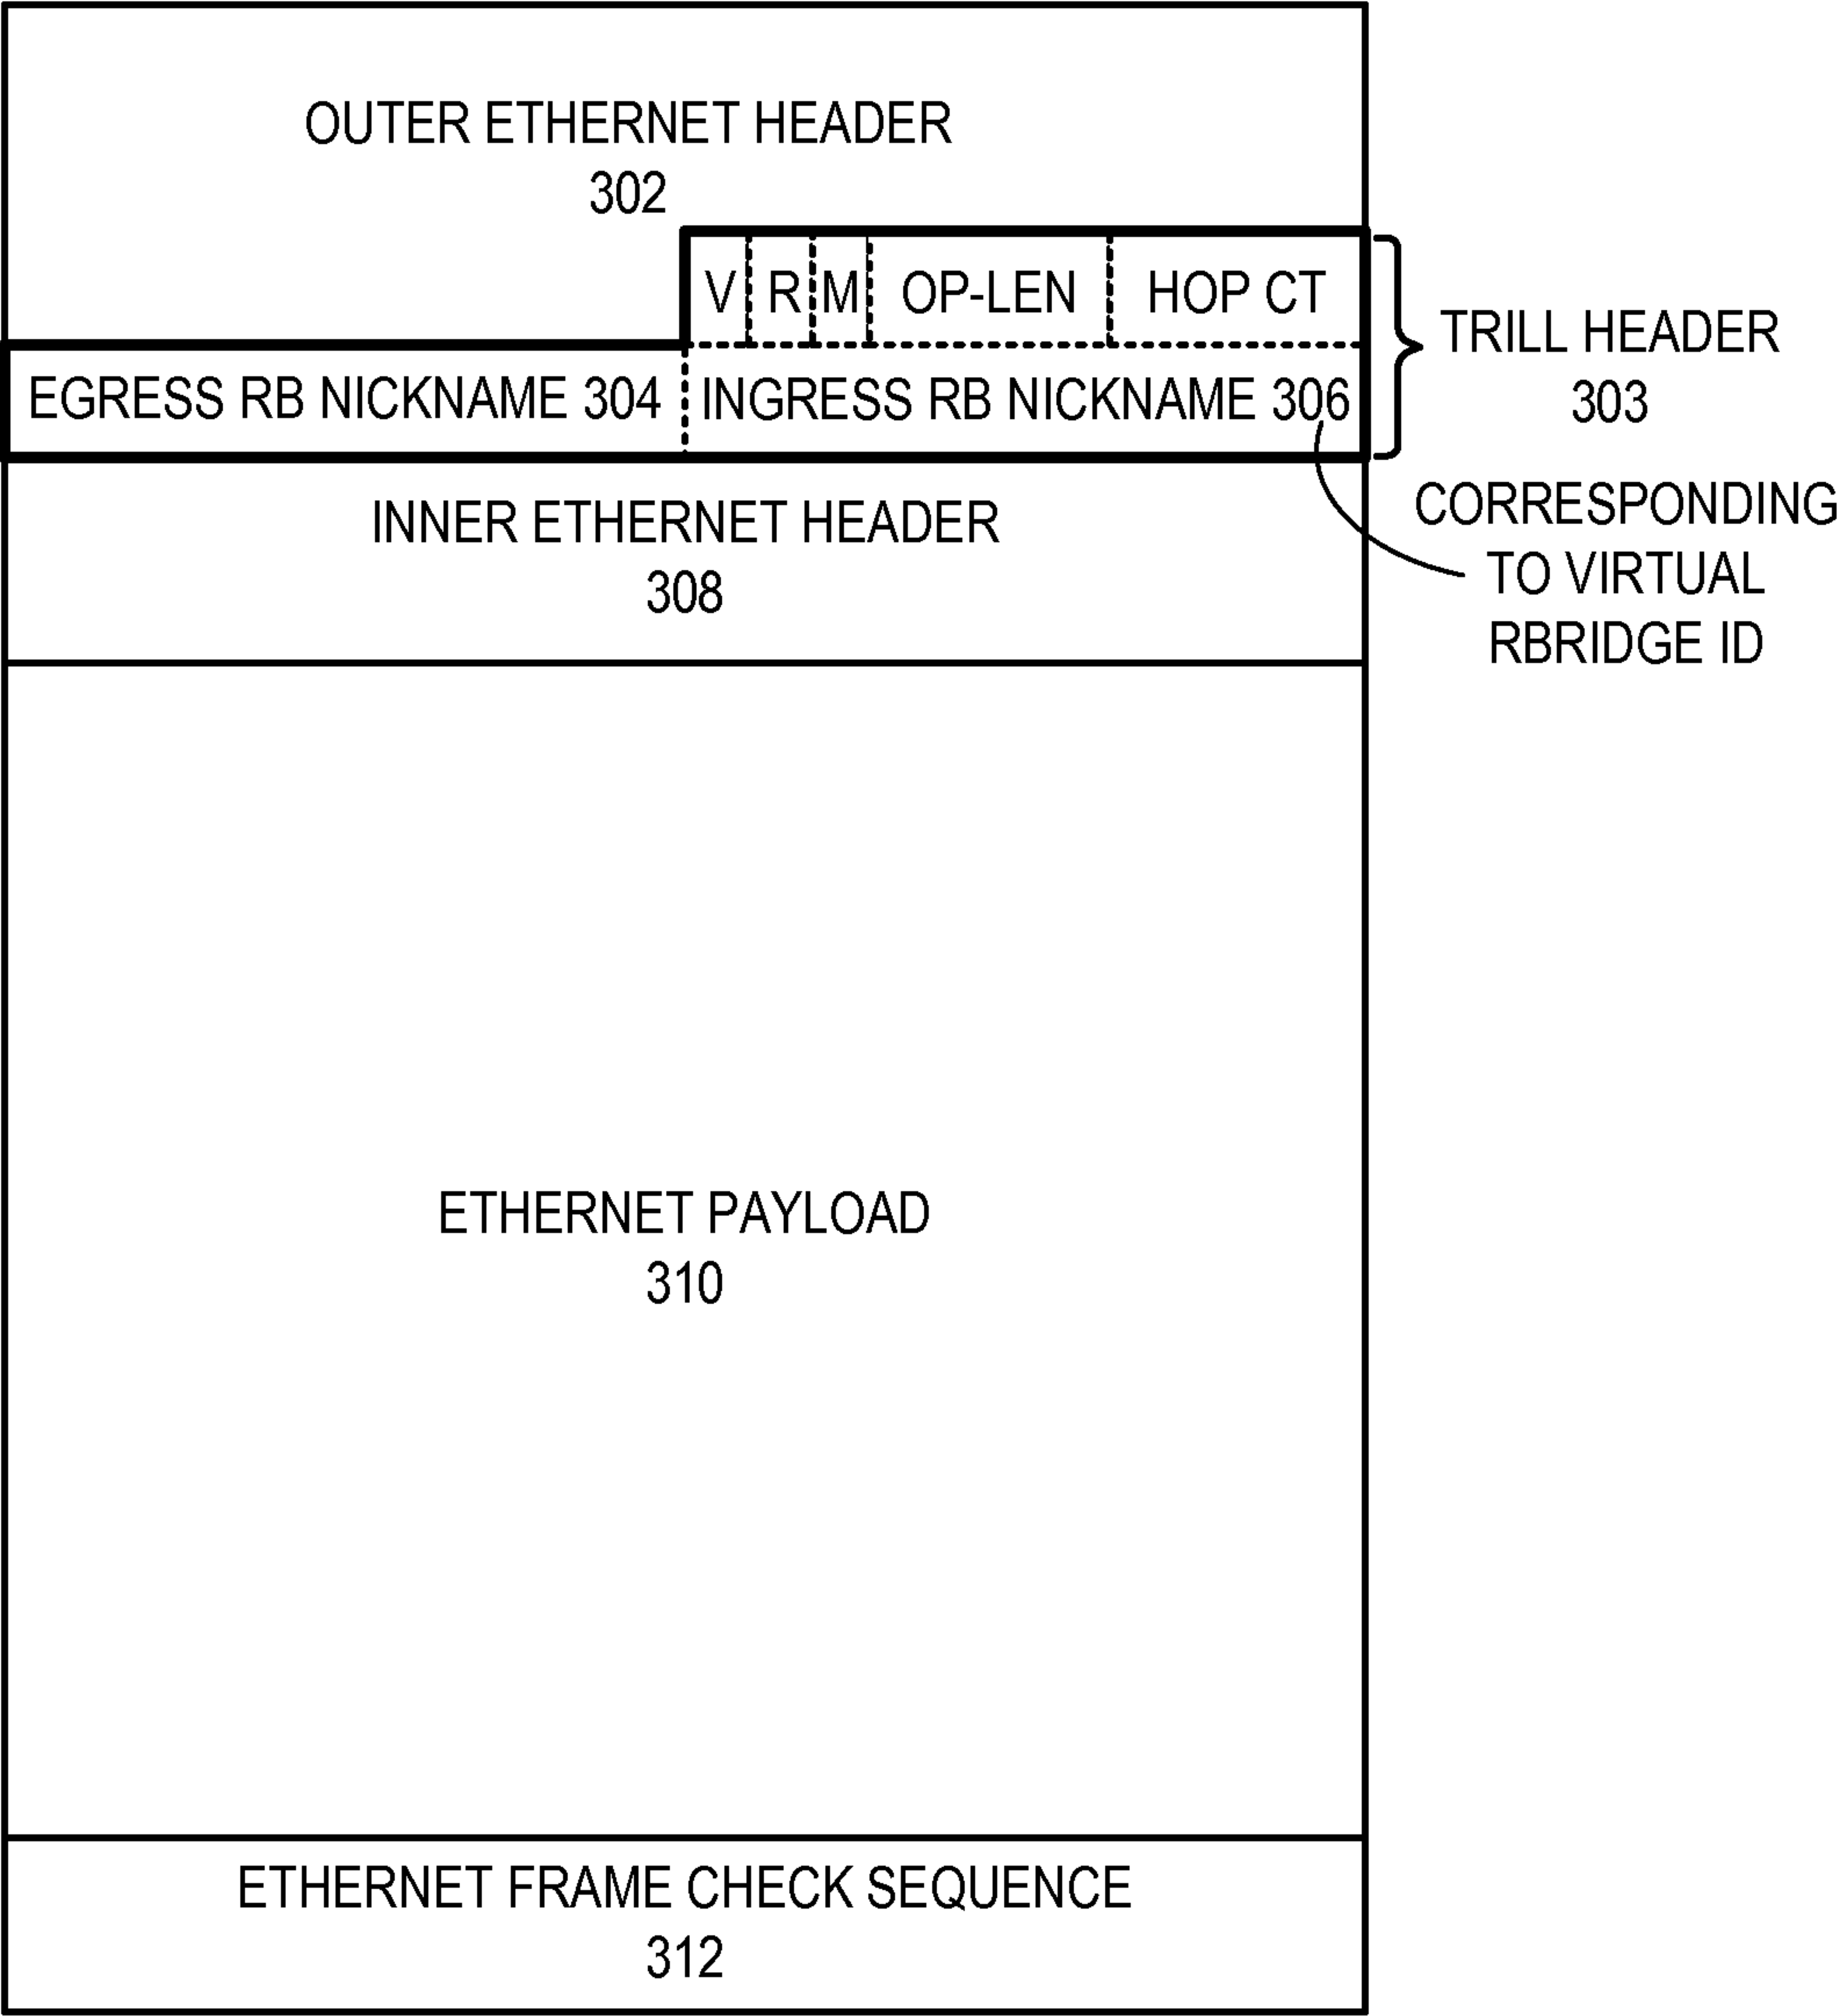 OUTER ETHERNET HEADER
302
V R M OP-LEN HOP CT
TRILL HEADER
303
EGRESS RB NICKNAME 304 INGRESS RB NICKNAME 306
CORRESPONDING
TO VIRTUAL
RBRIDGE ID
INNER ETHERNET HEADER
308
ETHERNET PAYLOAD
310
ETHERNET FRAME CHECK SEQUENCE
312